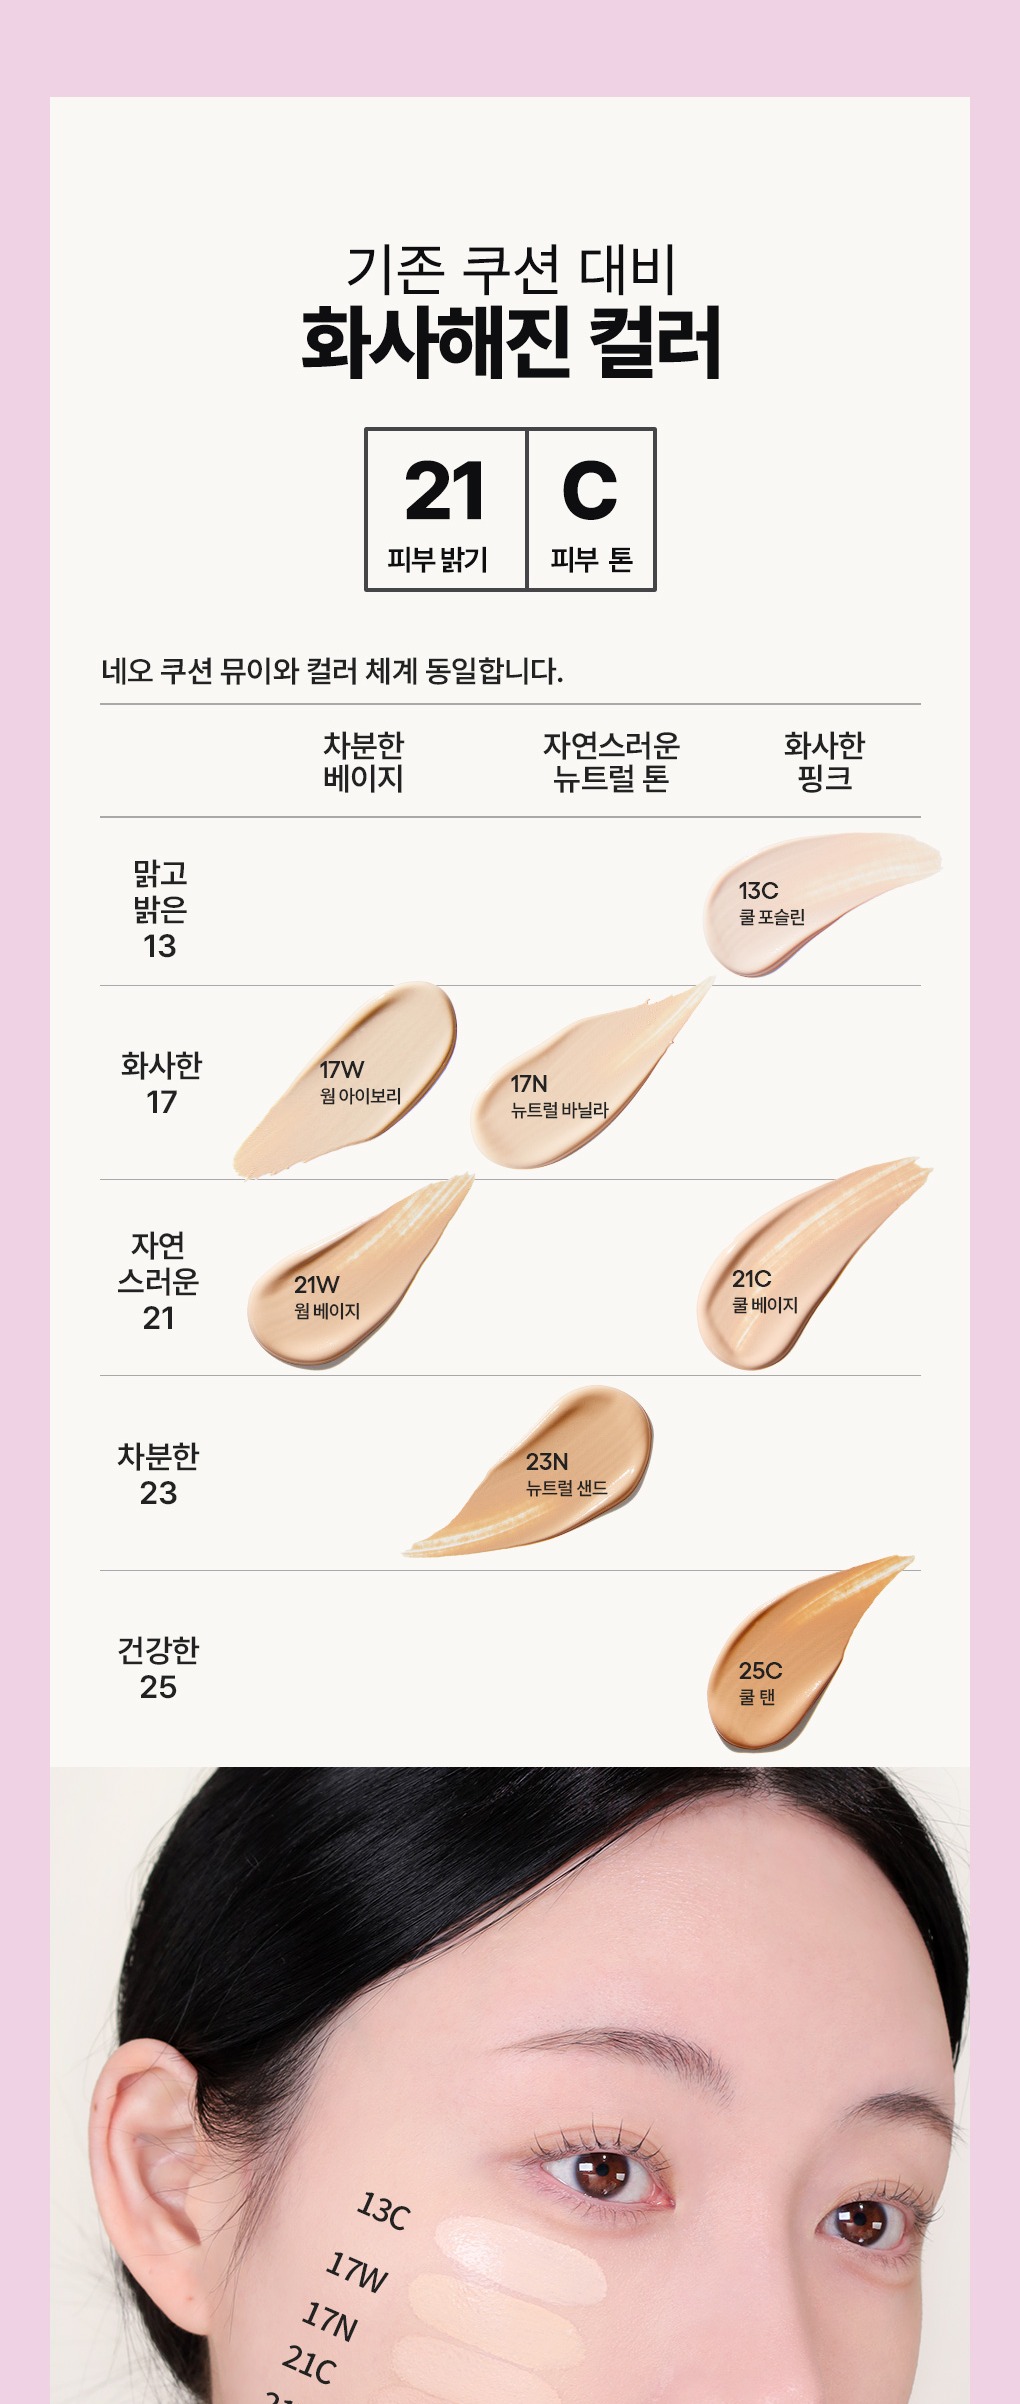 기존 쿠션 대비
화사해진 컬러
21 C
피부 밝기 피부 톤
네오 쿠션 뮤이와 컬러 체계 동일합니다.
차분한 자연스러운 화사한
베이지 뉴트럴 톤 핑크
맑고
밝은
13
13C
쿨 포슬린
화사한
17
17W
웜 아이보리
17N
뉴트럴 바닐라
자연
스러운
21
21W
웜 베이지
21C
쿨 베이지
차분한
23
23N
뉴트럴 샌드
건강한
25
25C
쿨 탠
13C
17W
17N
21C